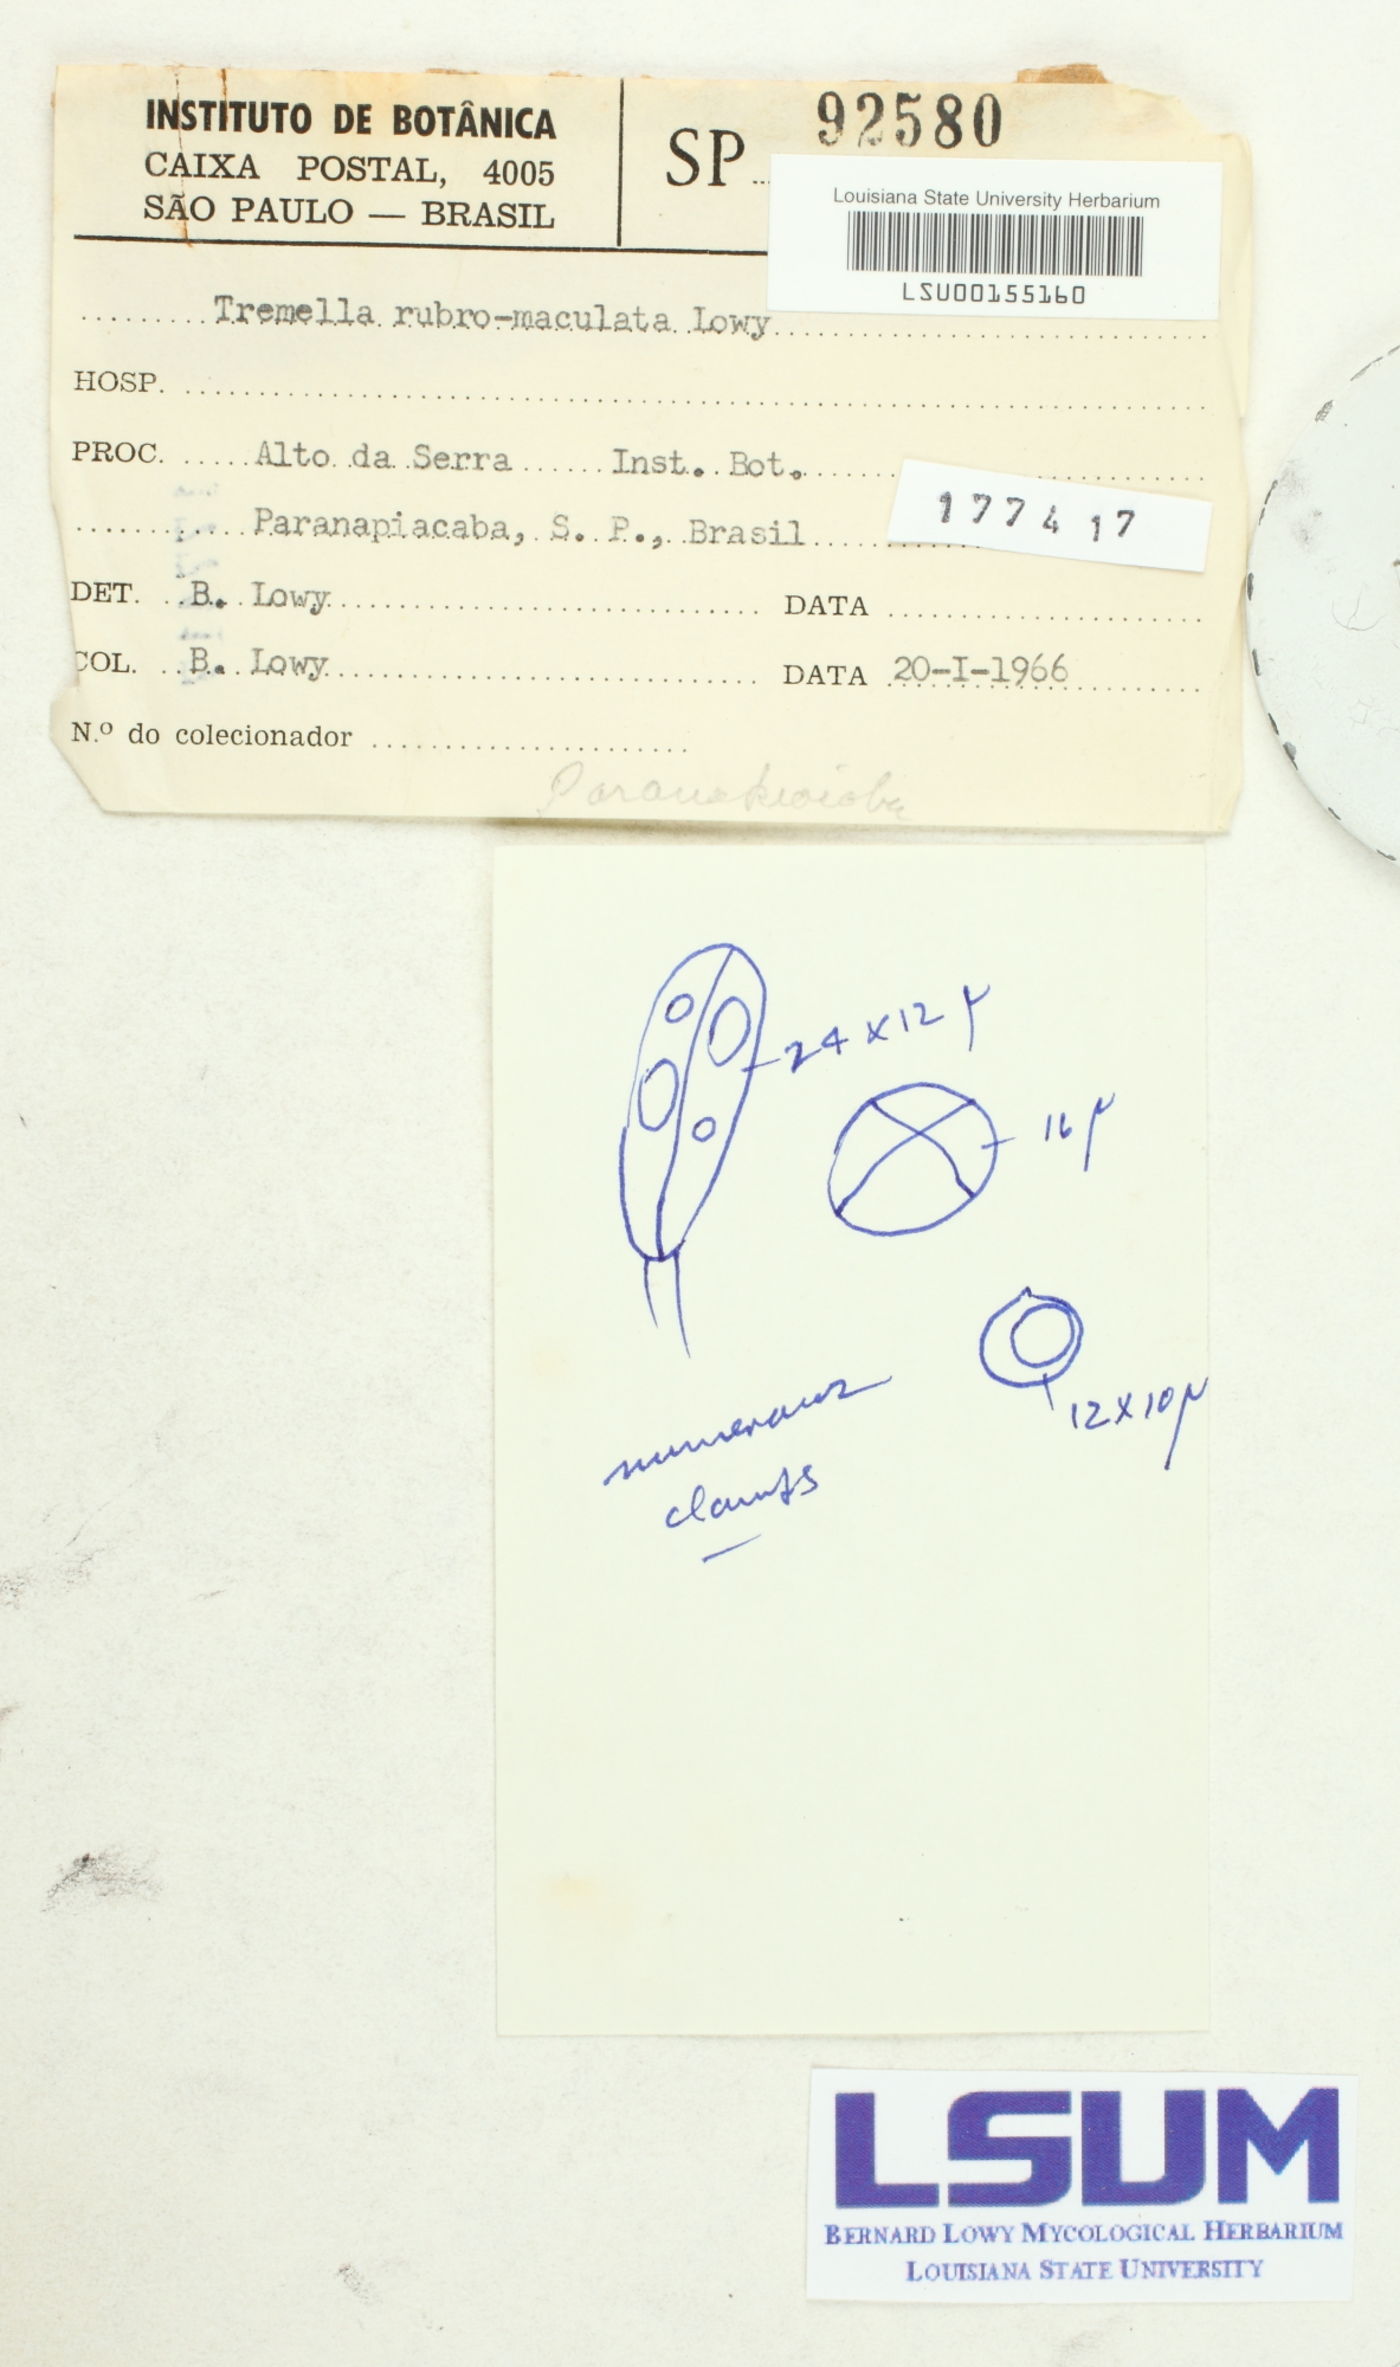 INSTITUTO DE BOTÂNICA
CAIXA POSTAL, 4005
SÃO PAULO — BRASIL
SP 92580
Louisiana State University Herbarium
LSU00155160
Tremella rubro-maculata Lowy
HOSP.
PROC. Alto da Serra Inst. Bot.
Paranapiacaba, S. P., Brasil
177417
DET. B. Lowy DATA
COL. B. Lowy DATA 20-I-1966
N.º do colecionador
24 x 12 μ
16 μ
12 x 10 μ
numerous
clamps
LSUM
BERNARD LOWY MYCOLOGICAL HERBARIUM
LOUISIANA STATE UNIVERSITY